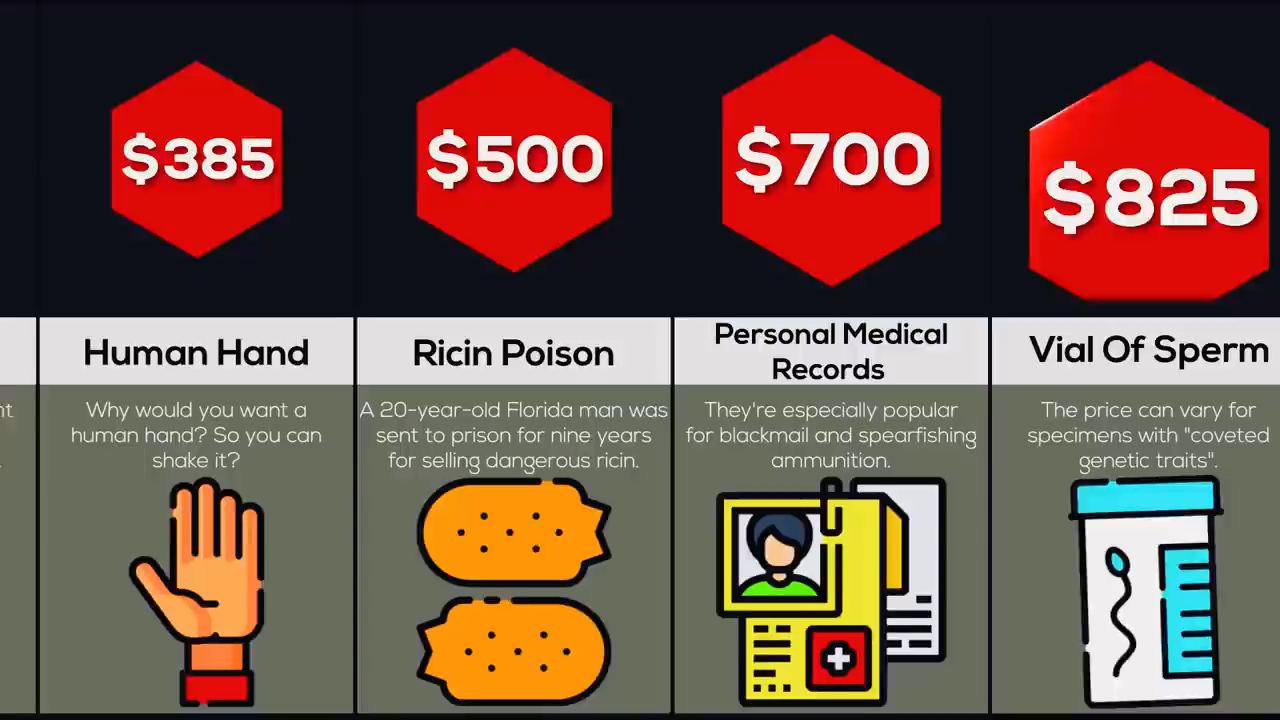 $385
$500
$700
$825
Human Hand
Ricin Poison
Personal Medical
Records
Vial Of Sperm
nt
.
Why would you want a
human hand? So you can
shake it?
A 20-year-old Florida man was
sent to prison for nine years
for selling dangerous ricin.
They're especially popular
for blackmail and spearfishing
ammunition.
The price can vary for
specimens with "coveted
genetic traits".